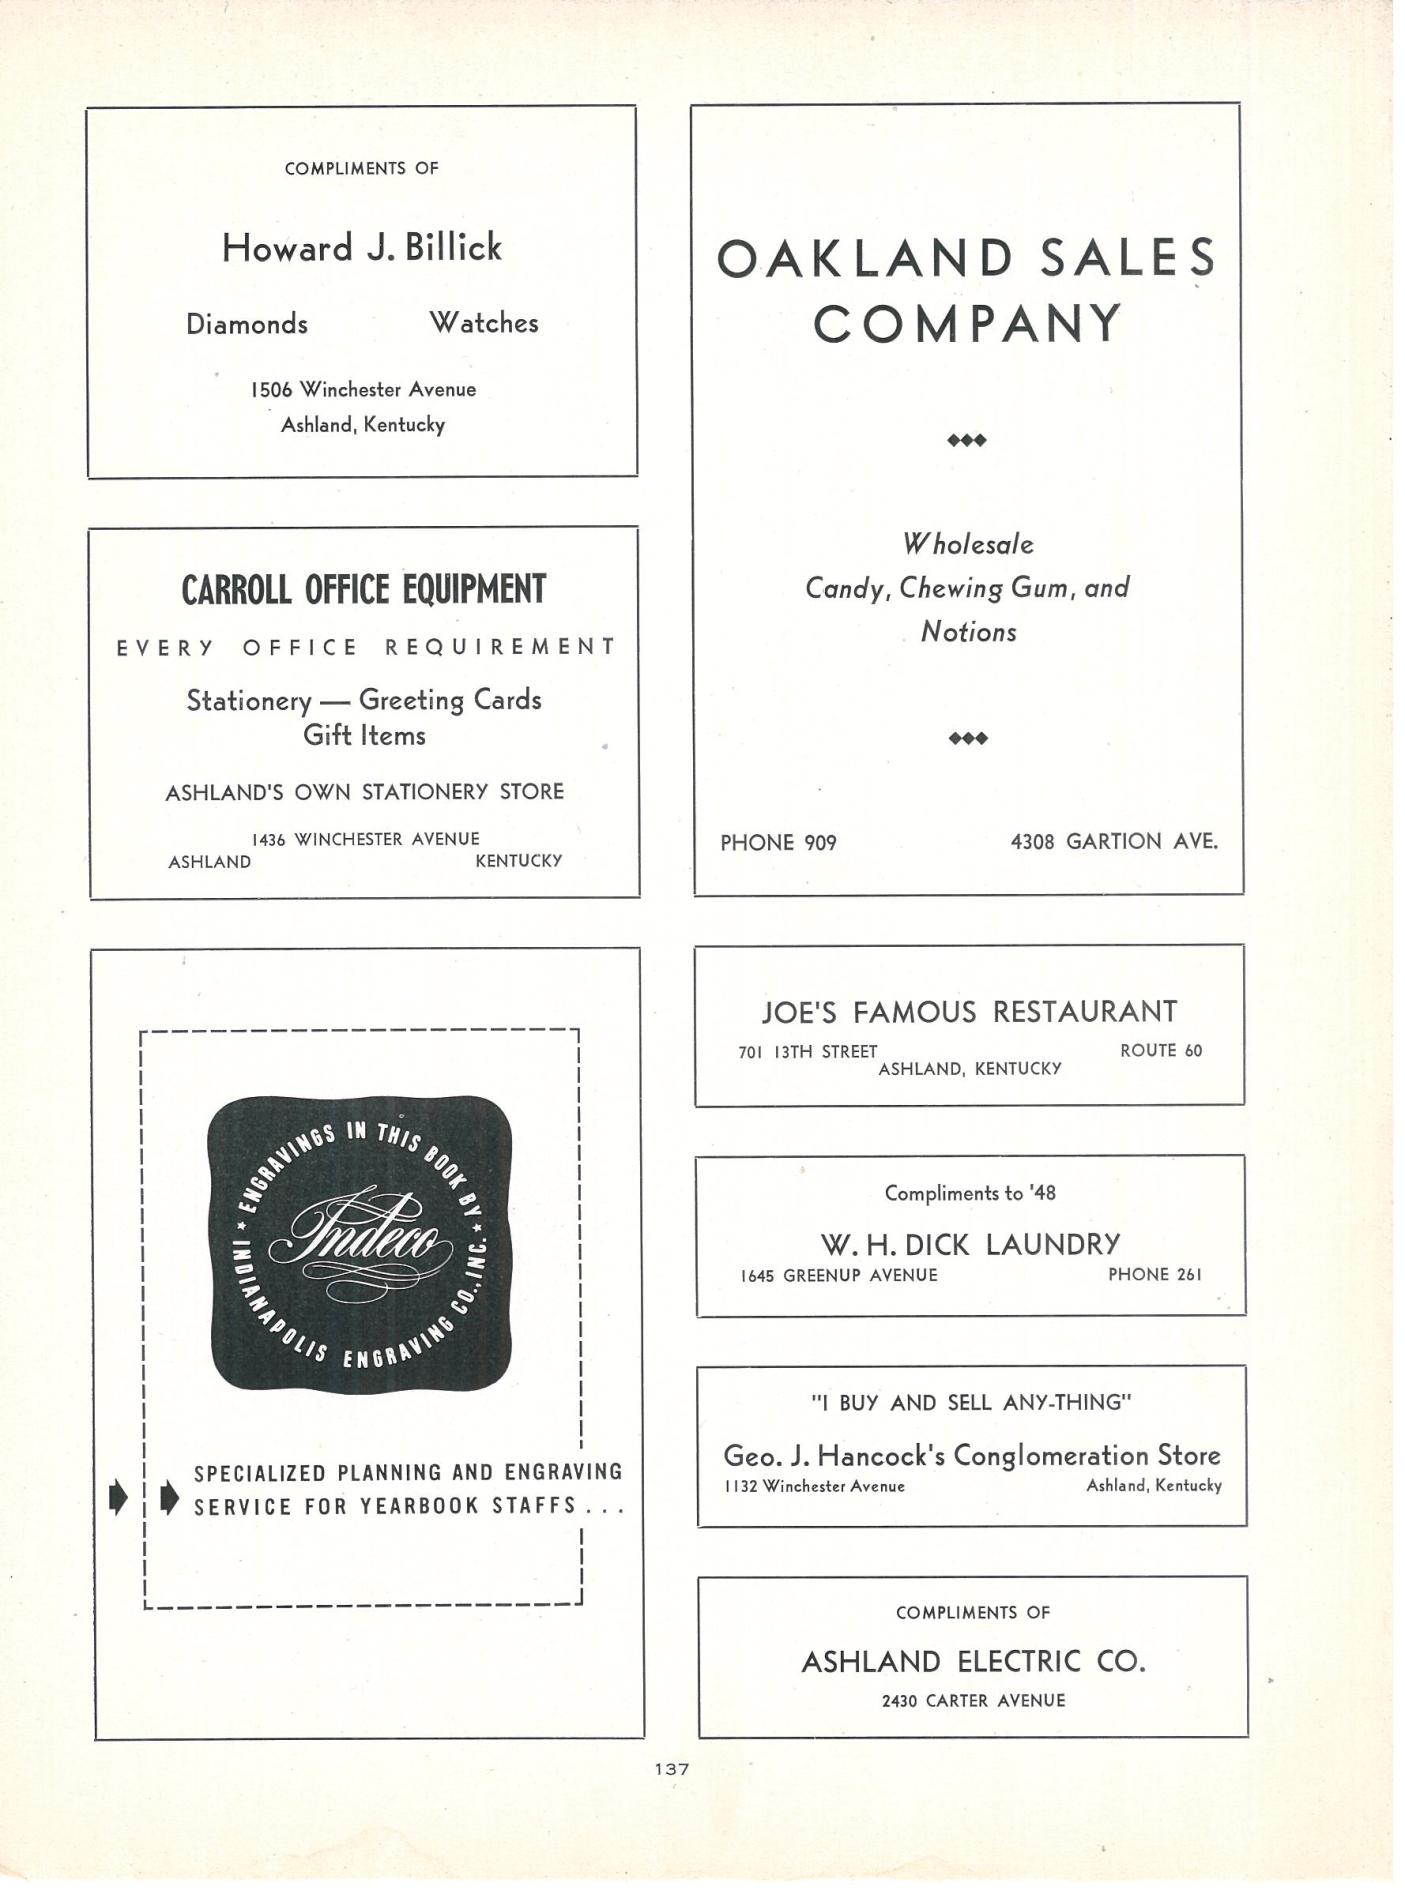 COMPLIMENTS OF
Howard J. Billick
Diamonds Watches
1506 Winchester Avenue
Ashland, Kentucky
CARROLL OFFICE EQUIPMENT
EVERY OFFICE REQUIREMENT
Stationery — Greeting Cards
Gift Items
ASHLAND'S OWN STATIONERY STORE
1436 WINCHESTER AVENUE
ASHLAND KENTUCKY
ENGRAVINGS IN THIS BOOK BY
Indeco
INDIANAPOLIS ENGRAVING CO., INC.
SPECIALIZED PLANNING AND ENGRAVING
SERVICE FOR YEARBOOK STAFFS . . .
OAKLAND SALES
COMPANY
Wholesale
Candy, Chewing Gum, and
Notions
PHONE 909 4308 GARTION AVE.
JOE'S FAMOUS RESTAURANT
701 13TH STREET ROUTE 60
ASHLAND, KENTUCKY
Compliments to '48
W. H. DICK LAUNDRY
1645 GREENUP AVENUE PHONE 261
"I BUY AND SELL ANY-THING"
Geo. J. Hancock's Conglomeration Store
1132 Winchester Avenue Ashland, Kentucky
COMPLIMENTS OF
ASHLAND ELECTRIC CO.
2430 CARTER AVENUE
137